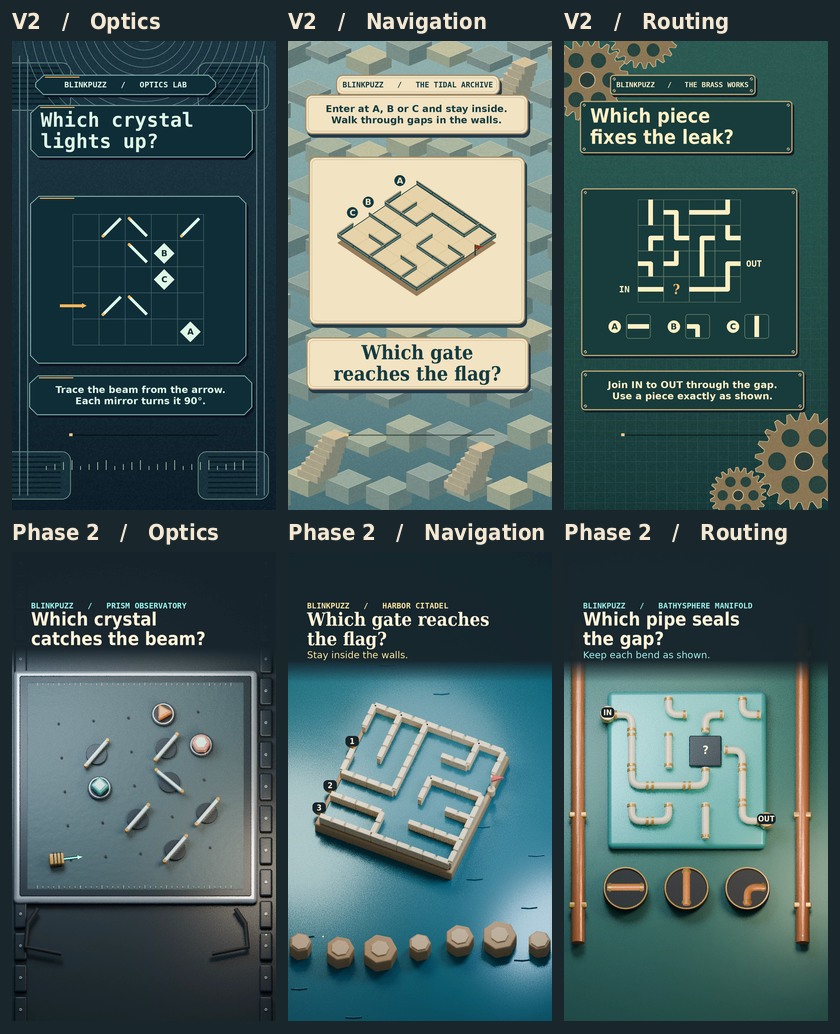 V2 / Optics
BLINKPUZZ / OPTICS LAB
Which crystal
lights up?
B
C
A
Trace the beam from the arrow.
Each mirror turns it 90°.
V2 / Navigation
BLINKPUZZ / THE TIDAL ARCHIVE
Enter at A, B or C and stay inside.
Walk through gaps in the walls.
A
B
C
Which gate
reaches the flag?
V2 / Routing
BLINKPUZZ / THE BRASS WORKS
Which piece
fixes the leak?
OUT
IN
?
A
B
C
Join IN to OUT through the gap.
Use a piece exactly as shown.
Phase 2 / Optics
BLINKPUZZ / PRISM OBSERVATORY
Which crystal
catches the beam?
Phase 2 / Navigation
BLINKPUZZ / HARBOR CITADEL
Which gate reaches
the flag?
Stay inside the walls.
1
2
3
Phase 2 / Routing
BLINKPUZZ / BATHYSPHERE MANIFOLD
Which pipe seals
the gap?
Keep each bend as shown.
IN
?
OUT